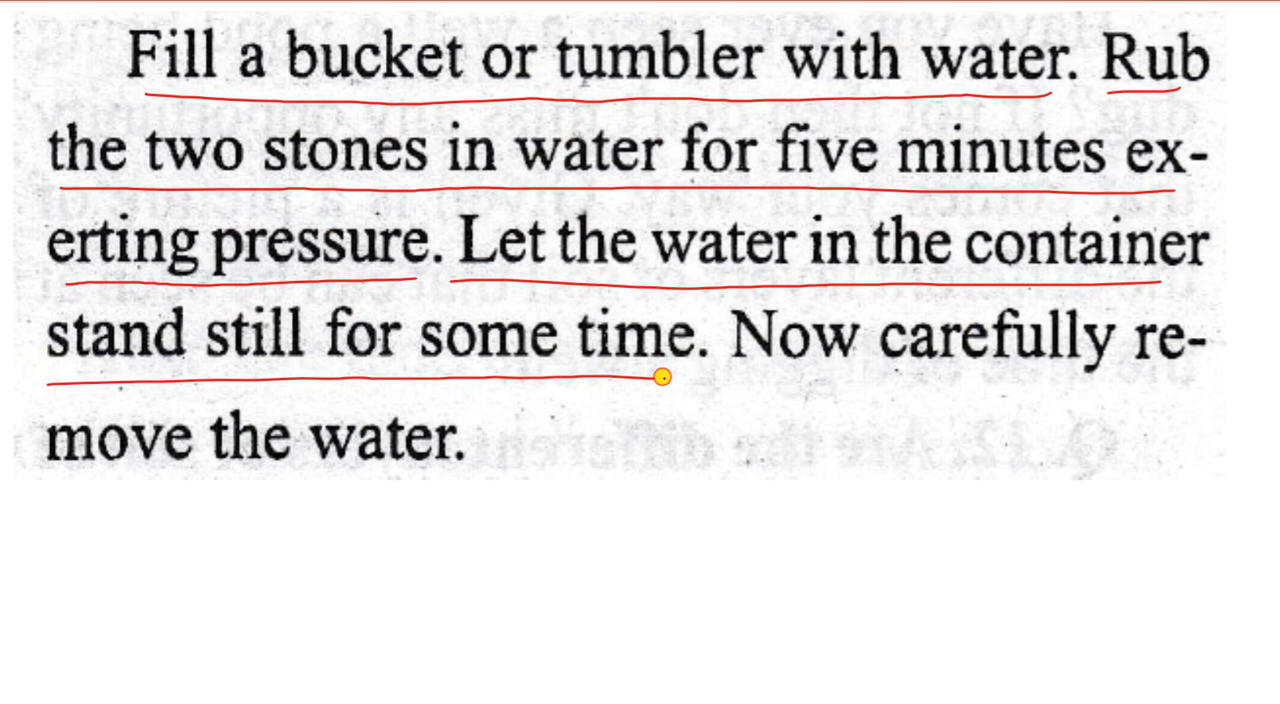 Fill a bucket or tumbler with water. Rub
the two stones in water for five minutes ex-
erting pressure. Let the water in the container
stand still for some time. Now carefully re-
move the water.